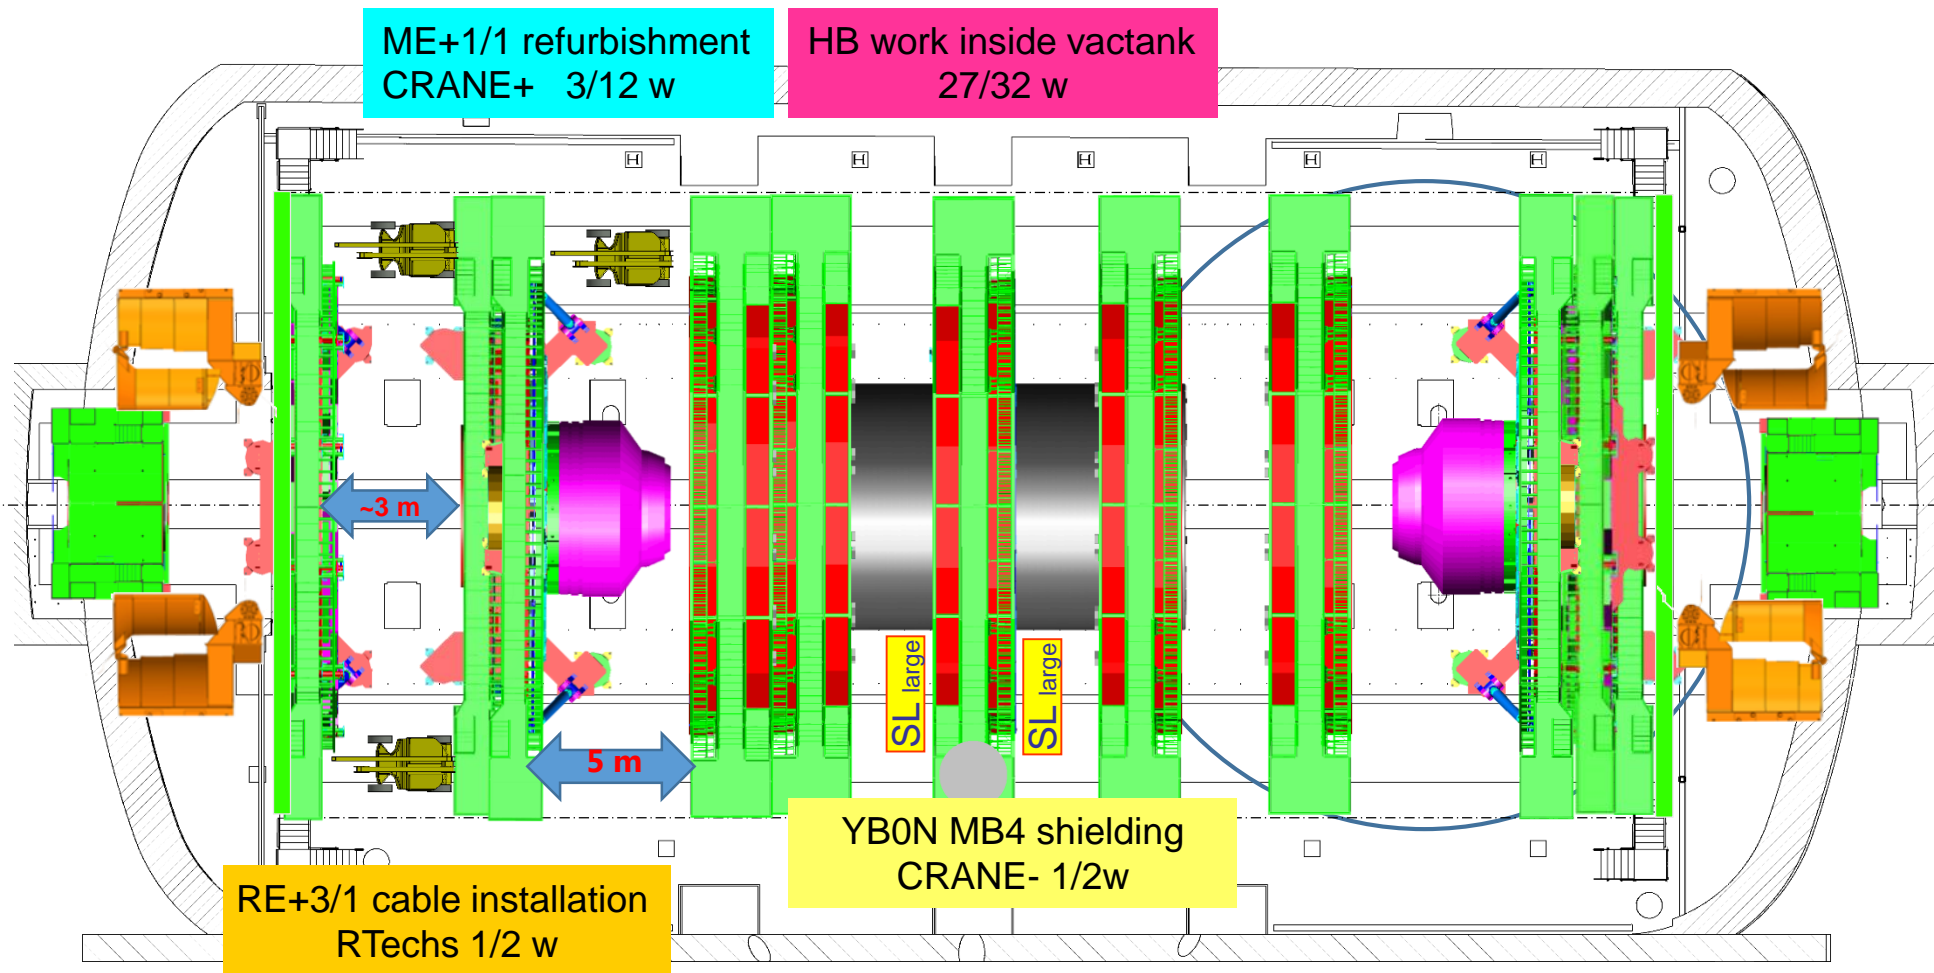 ME+1/1 refurbishment
CRANE+ 3/12 w
HB work inside vactank
27/32 w
H
H
H
H
H
~3 m
5 m
SL large
SL large
YB0N MB4 shielding
CRANE- 1/2w
RE+3/1 cable installation
RTechs 1/2 w